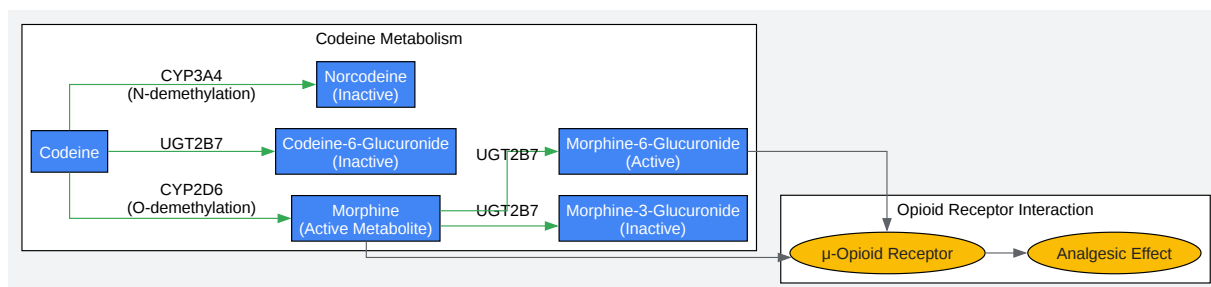 Codeine Metabolism
CYP3A4
(N-demethylation)
Norcodeine
(Inactive)
Codeine
UGT2B7
Codeine-6-Glucuronide
(Inactive)
UGT2B7
Morphine-6-Glucuronide
(Active)
CYP2D6
(O-demethylation)
Morphine
(Active Metabolite)
UGT2B7
Morphine-3-Glucuronide
(Inactive)
Opioid Receptor Interaction
μ-Opioid Receptor
Analgesic Effect